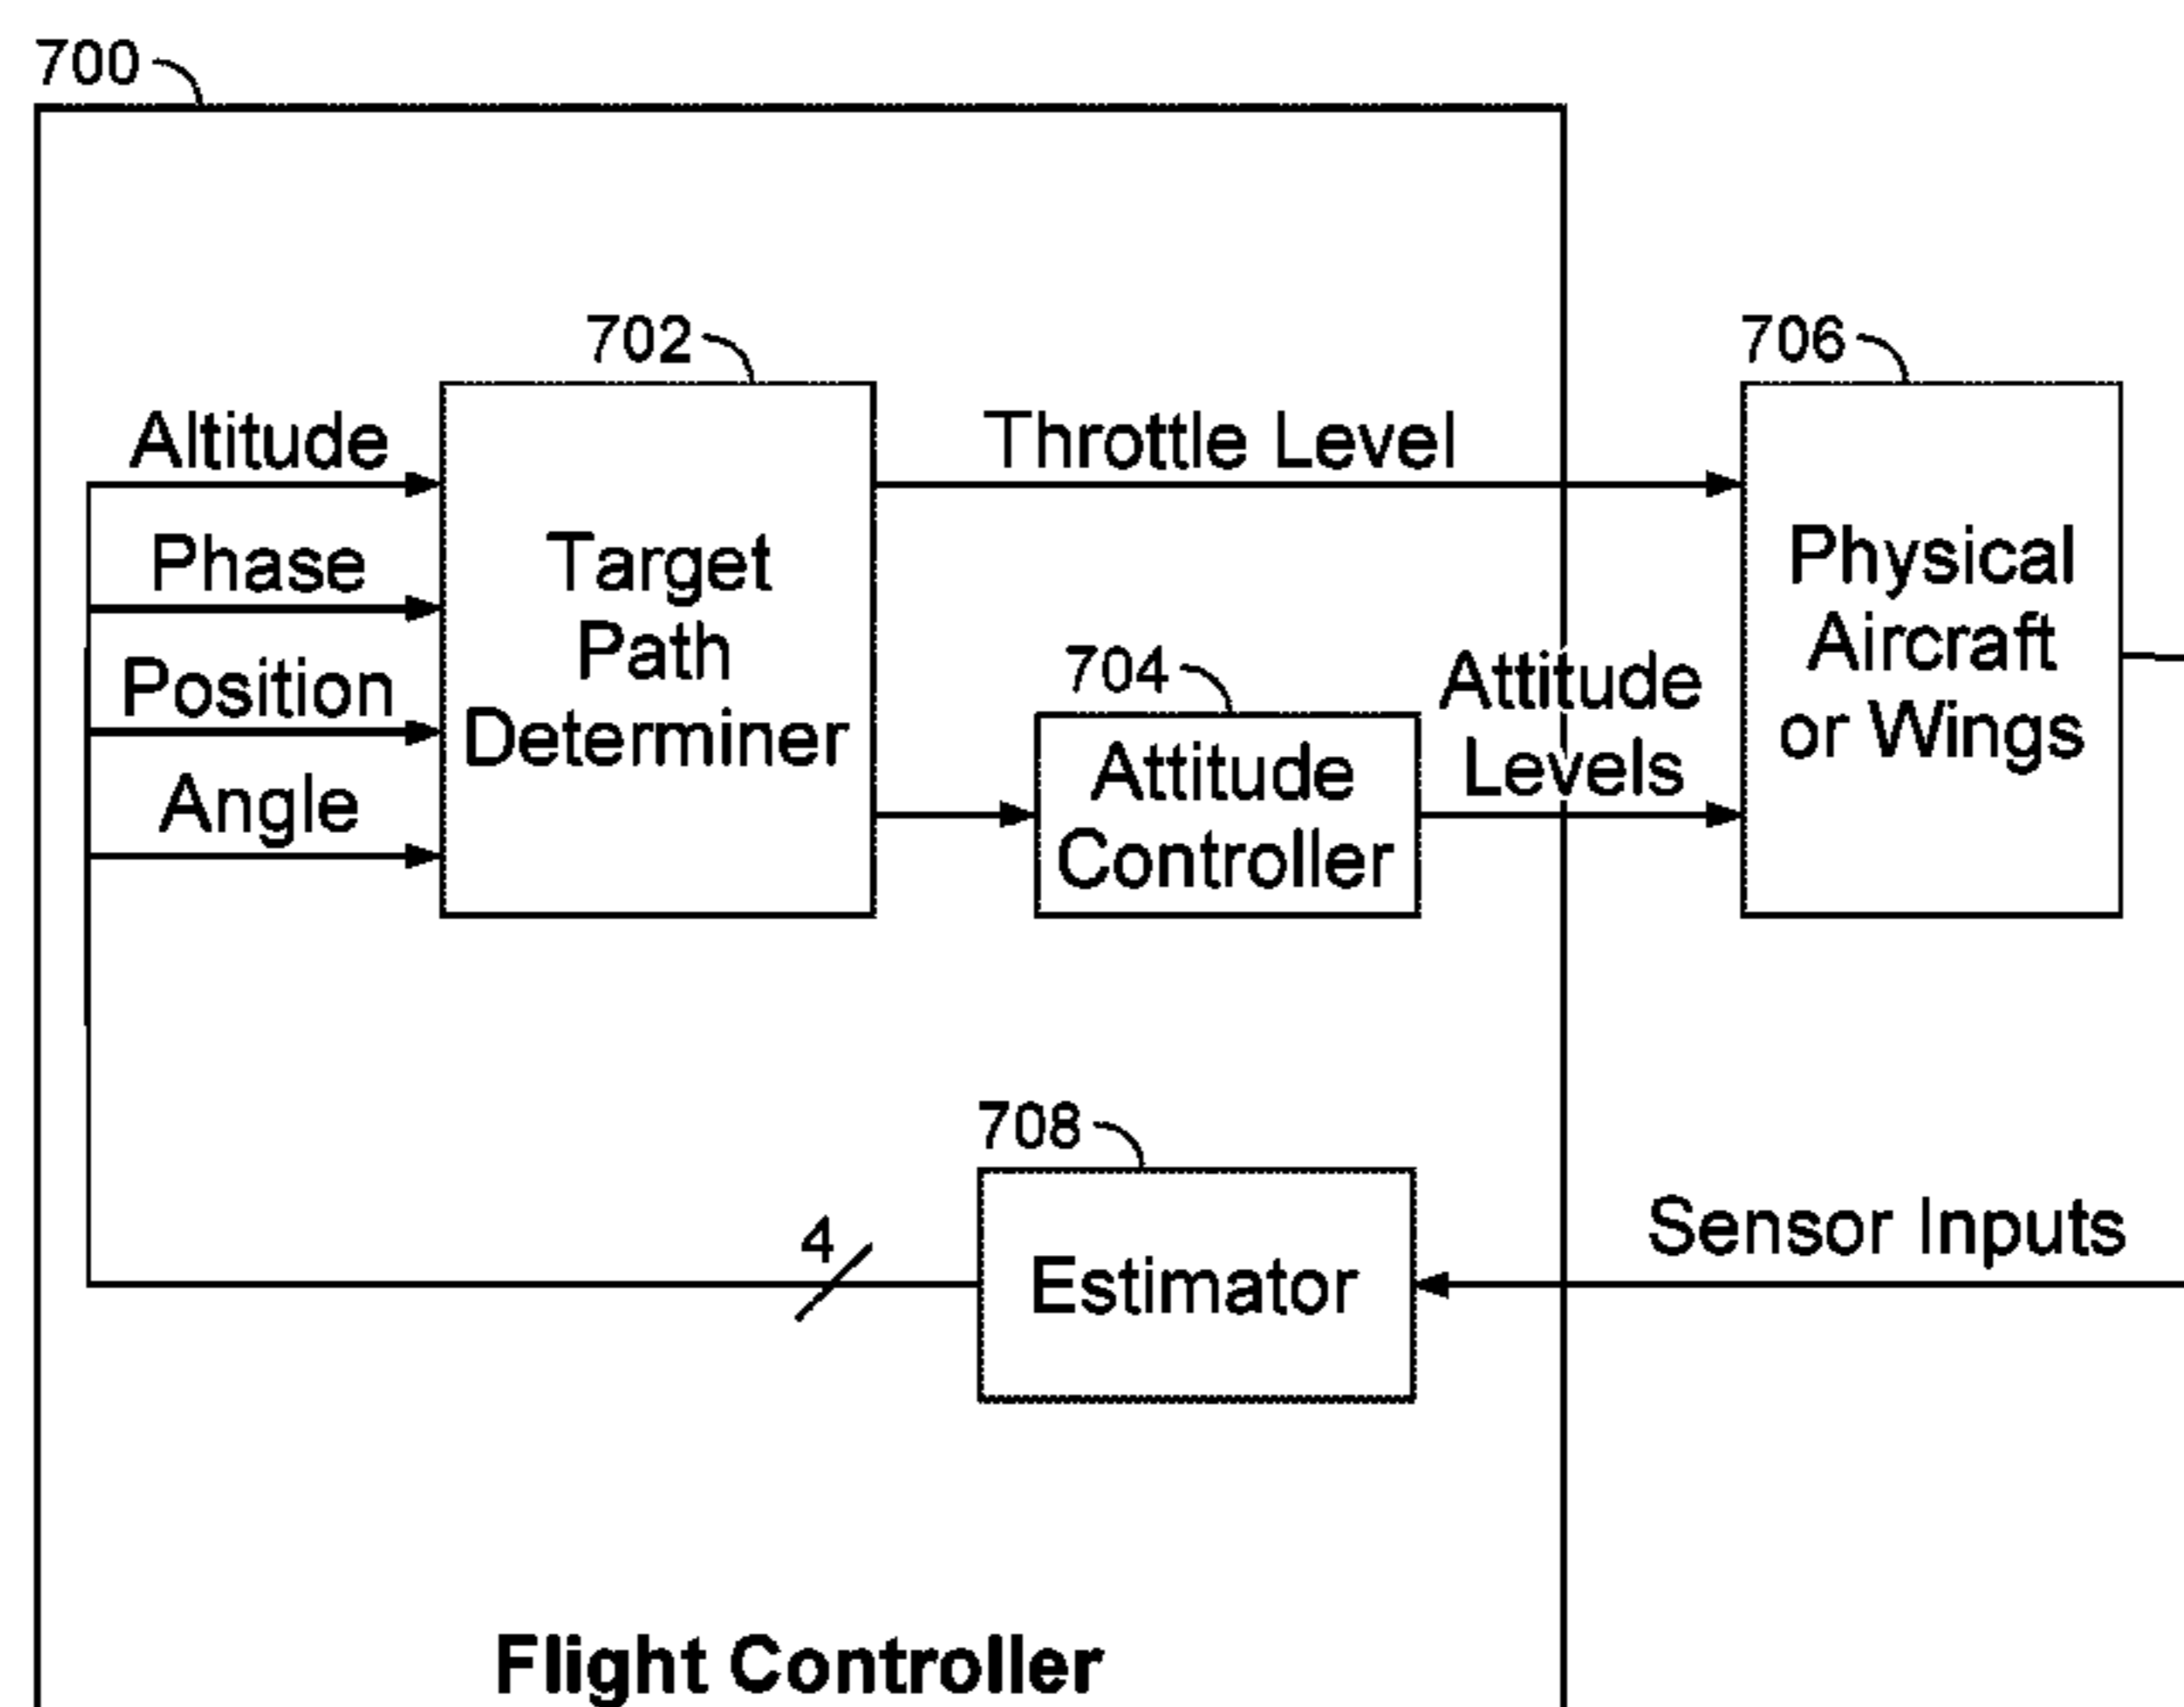 700
702
706
Altitude
Throttle Level
Phase
Target
Path
Determiner
Physical
Aircraft
or Wings
Position
704
Attitude
Levels
Angle
Attitude
Controller
708
4
Estimator
Sensor Inputs
Flight Controller